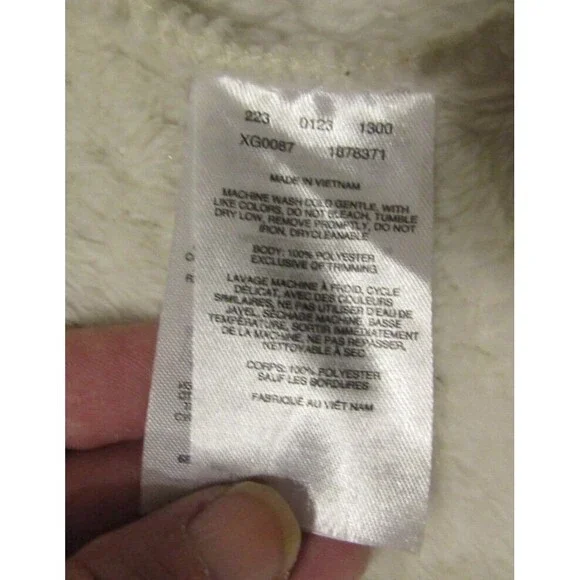 223 0123 1300
XG0087 1878371
MADE IN VIETNAM
MACHINE WASH COLD GENTLE, WITH
LIKE COLORS, DO NOT BLEACH, TUMBLE
DRY LOW, REMOVE PROMPTLY, DO NOT
IRON, DRYCLEANABLE
BODY: 100% POLYESTER
EXCLUSIVE OF TRIMMING
LAVAGE MACHINE À FROID, CYCLE
DÉLICAT, AVEC DES COULEURS
SIMILAIRES, NE PAS UTILISER D'EAU DE
JAVEL, SÉCHAGE MACHINE, BASSE
TEMPÉRATURE, SORTIR IMMÉDIATEMENT
DE LA MACHINE, NE PAS REPASSER,
NETTOYABLE À SEC
CORPS: 100% POLYESTER
SAUF LES BORDURES
FABRIQUÉ AU VIÊT NAM